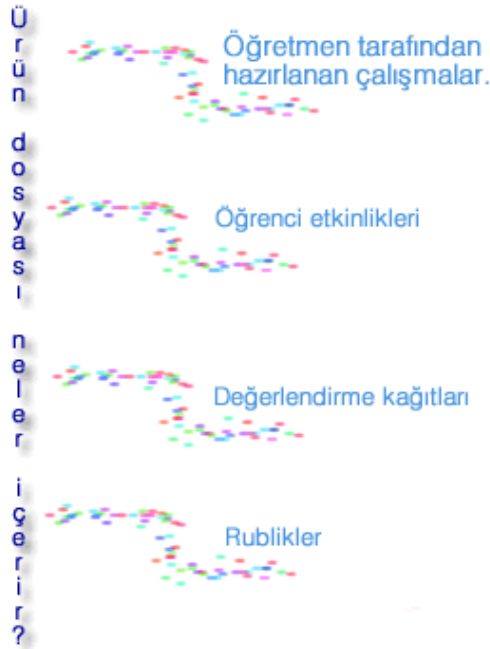 Ürün dosyası neler içerir?
Öğretmen tarafından
hazırlanan çalışmalar.
Öğrenci etkinlikleri
Değerlendirme kağıtları
Rublikler